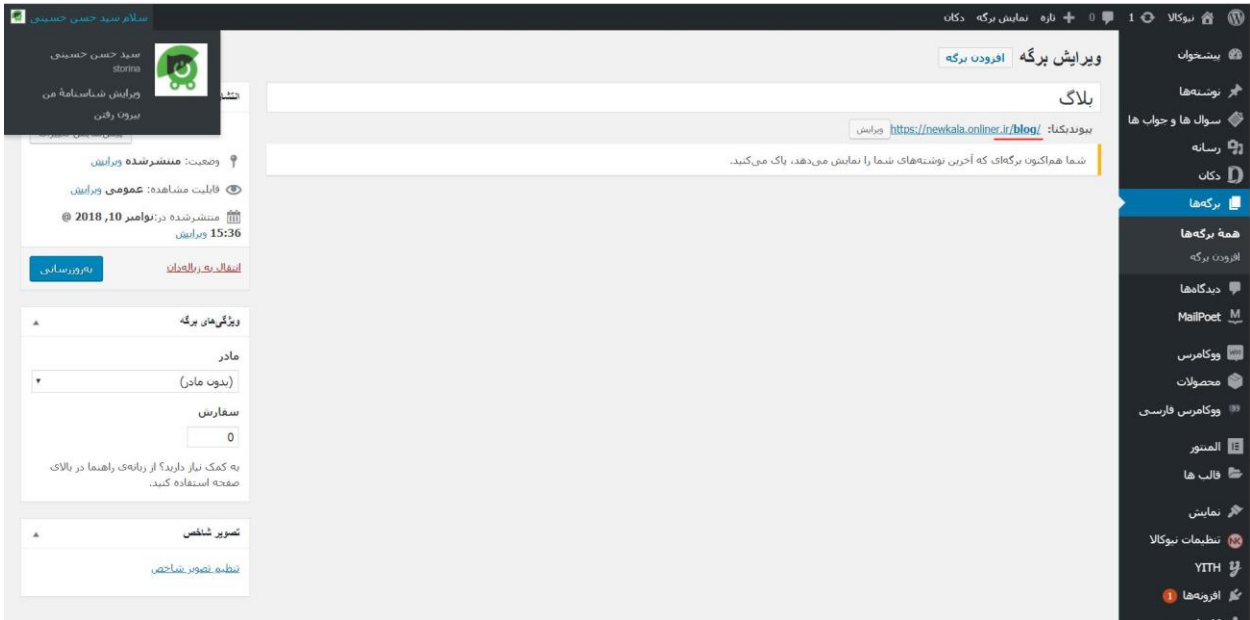 نیوکالا 1 0 تازه نمایش برگه دکان
سلام سید حسن حسینی
سید حسن حسینی
storina
ویرایش شناسنامهٔ من
بیرون رفتن
پیشخوان
نوشته‌ها
سوال ها و جواب ها
رسانه
دکان
برگه‌ها
همهٔ برگه‌ها
افزودن برگه
دیدگاه‌ها
MailPoet
ووکامرس
محصولات
ووکامرس فارسی
المنتور
قالب ها
نمایش
تنظیمات نیوکالا
YITH
افزونه‌ها 1
ویرایش برگه افزودن برگه
بلاگ
پیوندیکتا: https://newkala.onliner.ir/blog/ ویرایش
شما هم‌اکنون برگه‌ای که آخرین نوشته‌های شما را نمایش می‌دهد، پاک می‌کنید.
وضعیت: منتشرشده ویرایش
قابلیت مشاهده: عمومی ویرایش
منتشرشده در:نوامبر 10, 2018 @
15:36 ویرایش
انتقال به زباله‌دان
به‌روزرسانی
ویژگی‌های برگه
مادر
(بدون مادر)
سفارش
0
به کمک نیاز دارید؟ از زبانه‌ی راهنما در بالای
صفحه استفاده کنید.
تصویر شاخص
تنظیم تصویر شاخص